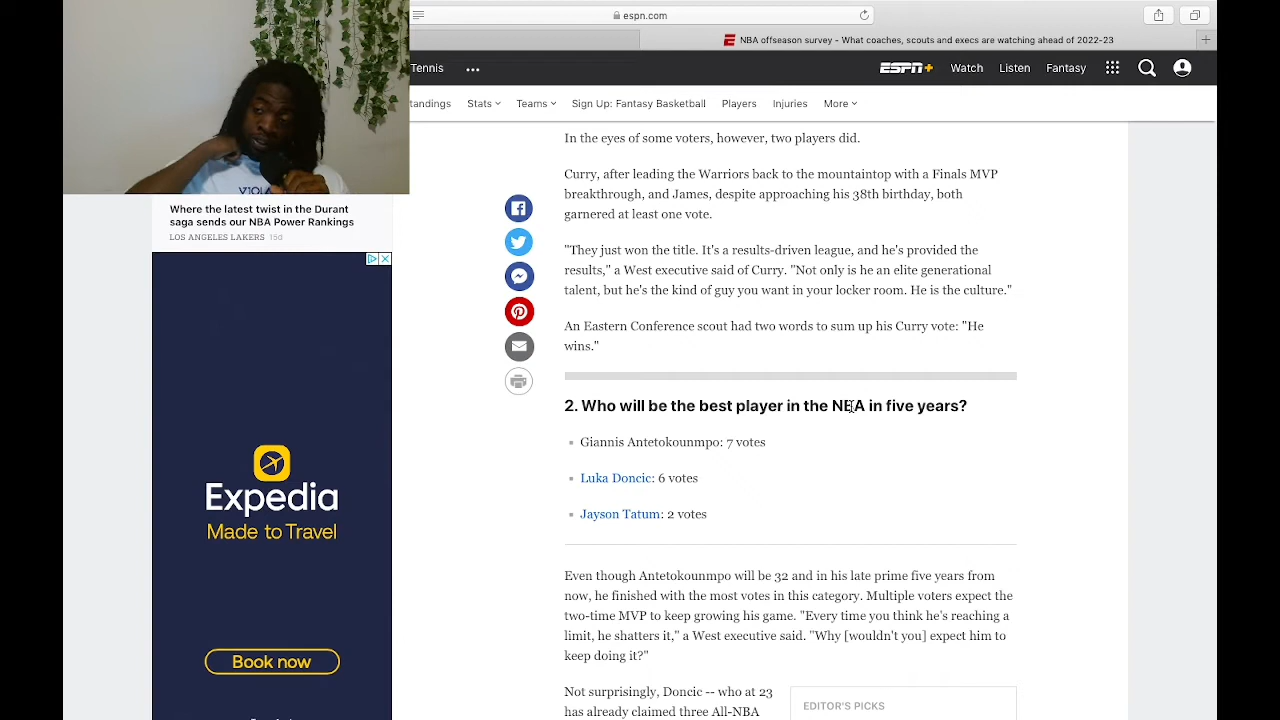 espn.com
NBA offseason survey - What coaches, scouts and execs are watching ahead of 2022-23
Tennis
ESPN+ Watch Listen Fantasy
tandings Stats Teams Sign Up: Fantasy Basketball Players Injuries More
VIOL
Where the latest twist in the Durant
saga sends our NBA Power Rankings
LOS ANGELES LAKERS 15d
Expedia
Made to Travel
Book now
In the eyes of some voters, however, two players did.
Curry, after leading the Warriors back to the mountaintop with a Finals MVP
breakthrough, and James, despite approaching his 38th birthday, both
garnered at least one vote.
"They just won the title. It's a results-driven league, and he's provided the
results," a West executive said of Curry. "Not only is he an elite generational
talent, but he's the kind of guy you want in your locker room. He is the culture."
An Eastern Conference scout had two words to sum up his Curry vote: "He
wins."
2. Who will be the best player in the NBA in five years?
Giannis Antetokounmpo: 7 votes
Luka Doncic: 6 votes
Jayson Tatum: 2 votes
Even though Antetokounmpo will be 32 and in his late prime five years from
now, he finished with the most votes in this category. Multiple voters expect the
two-time MVP to keep growing his game. "Every time you think he's reaching a
limit, he shatters it," a West executive said. "Why [wouldn't you] expect him to
keep doing it?"
Not surprisingly, Doncic -- who at 23
has already claimed three All-NBA
EDITOR'S PICKS